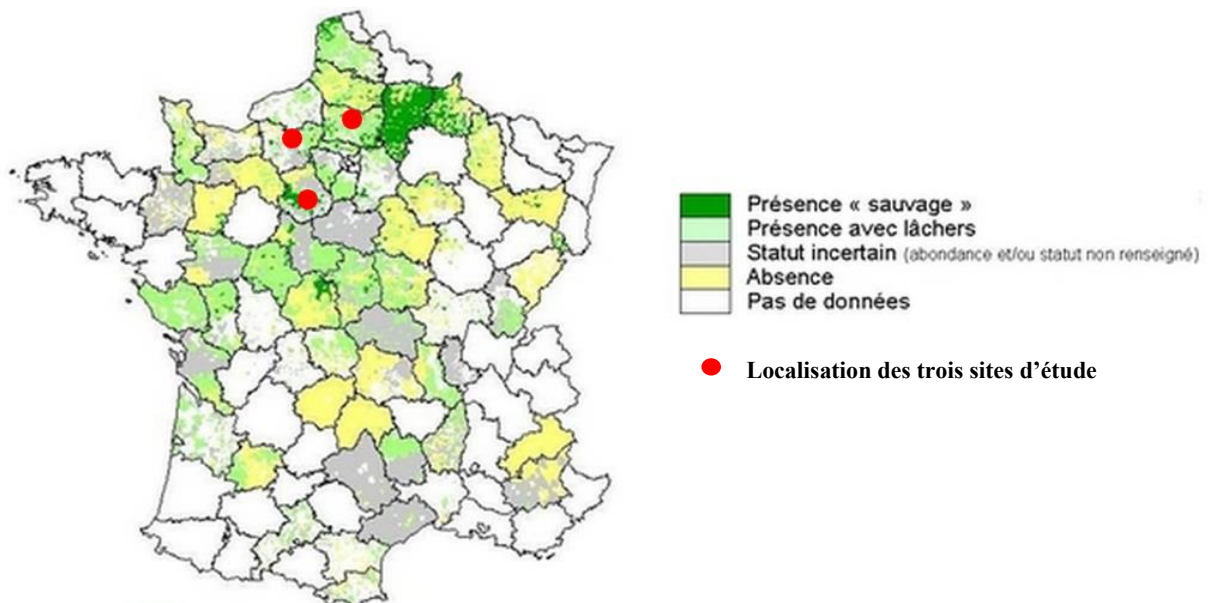 Présence « sauvage »
Présence avec lâchers
Statut incertain (abondance et/ou statut non renseigné)
Absence
Pas de données
Localisation des trois sites d’étude